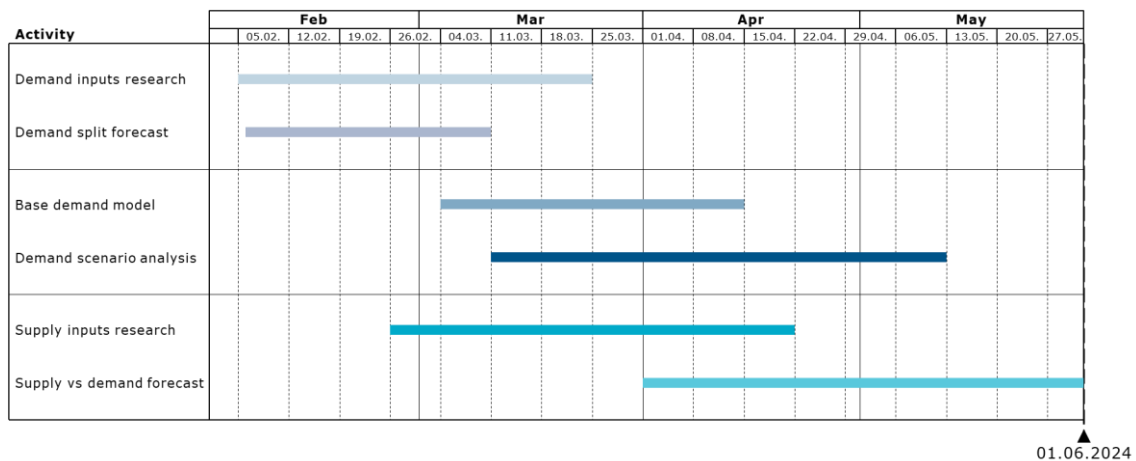 Feb Mar Apr May
Activity 05.02. 12.02. 19.02. 26.02. 04.03. 11.03. 18.03. 25.03. 01.04. 08.04. 15.04. 22.04. 29.04. 06.05. 13.05. 20.05. 27.05.
Demand inputs research
Demand split forecast
Base demand model
Demand scenario analysis
Supply inputs research
Supply vs demand forecast
01.06.2024